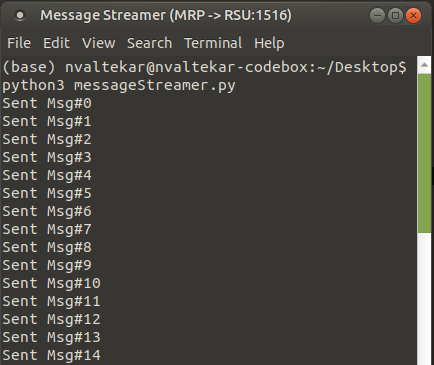 Message Streamer (MRP -> RSU:1516)
File Edit View Search Terminal Help
(base) nvaltekar@nvaltekar-codebox:~/Desktop$
python3 messageStreamer.py
Sent Msg#0
Sent Msg#1
Sent Msg#2
Sent Msg#3
Sent Msg#4
Sent Msg#5
Sent Msg#6
Sent Msg#7
Sent Msg#8
Sent Msg#9
Sent Msg#10
Sent Msg#11
Sent Msg#12
Sent Msg#13
Sent Msg#14